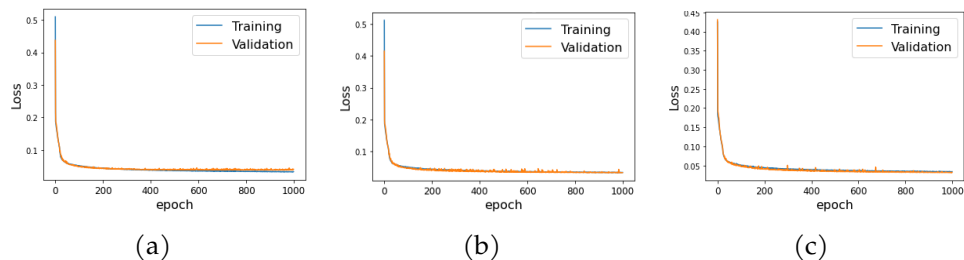 Training
Validation
0.5
0.4
0.3
0.2
0.1
Loss
0 200 400 600 800 1000
epoch
(a)
Training
Validation
0.5
0.4
0.3
0.2
0.1
Loss
0 200 400 600 800 1000
epoch
(b)
Training
Validation
0.45
0.40
0.35
0.30
0.25
0.20
0.15
0.10
0.05
Loss
0 200 400 600 800 1000
epoch
(c)